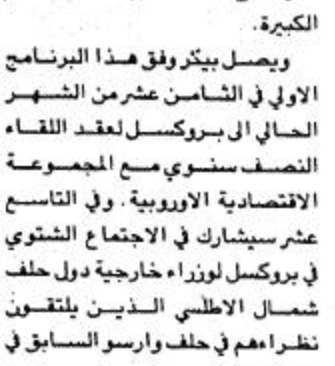 الكبيرة.
ويصل بيكر وفق هذا البرنامج
الاولي في الثامن عشر من الشهر
الحالي الى بروكسل لعقد اللقاء
النصف سنوي مع المجموعة
الاقتصادية الاوروبية. وفي التاسع
عشر سيشارك في الاجتماع الشتوي
في بروكسل لوزراء خارجية دول حلف
شمال الاطلسي الذين يلتقون
نظراءهم في حلف وارسو السابق في